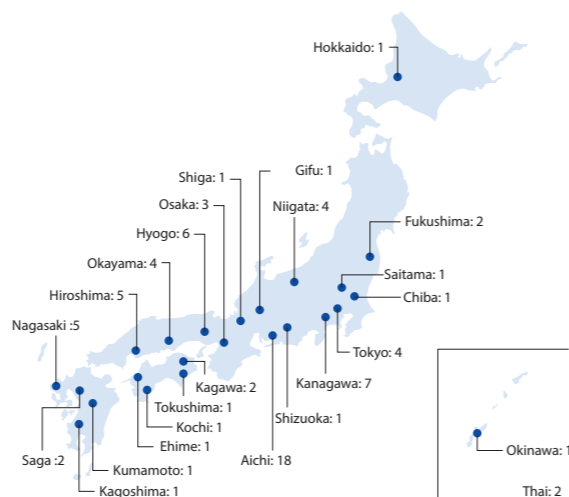 Hokkaido: 1
Gifu: 1
Shiga: 1
Osaka: 3
Niigata: 4
Fukushima: 2
Hyogo: 6
Okayama: 4
Saitama: 1
Hiroshima: 5
Chiba: 1
Nagasaki :5
Tokyo: 4
Kanagawa: 7
Kagawa: 2
Tokushima: 1
Shizuoka: 1
Kochi: 1
Ehime: 1
Aichi: 18
Saga :2
Kumamoto: 1
Kagoshima: 1
Okinawa: 1
Thai: 2